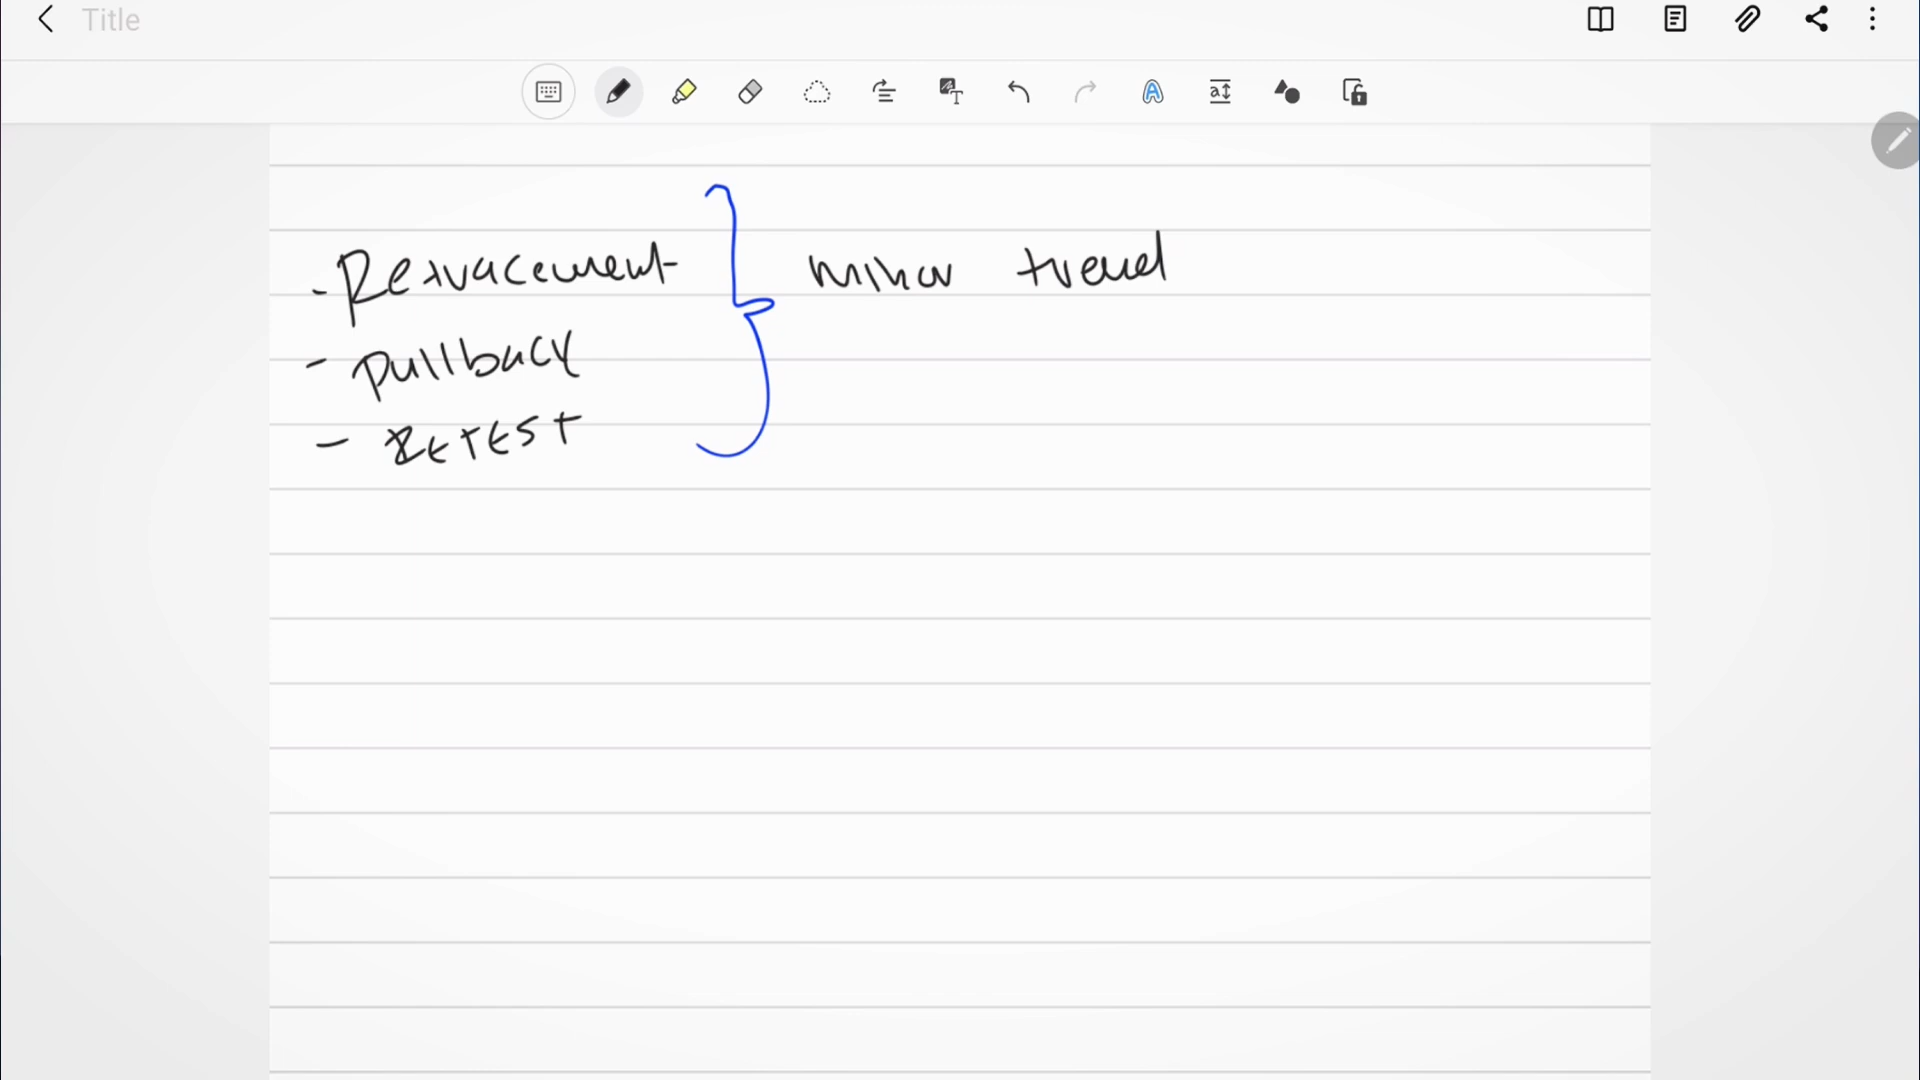 Title
- Retracement } minor trend
- pullback
- RETEST